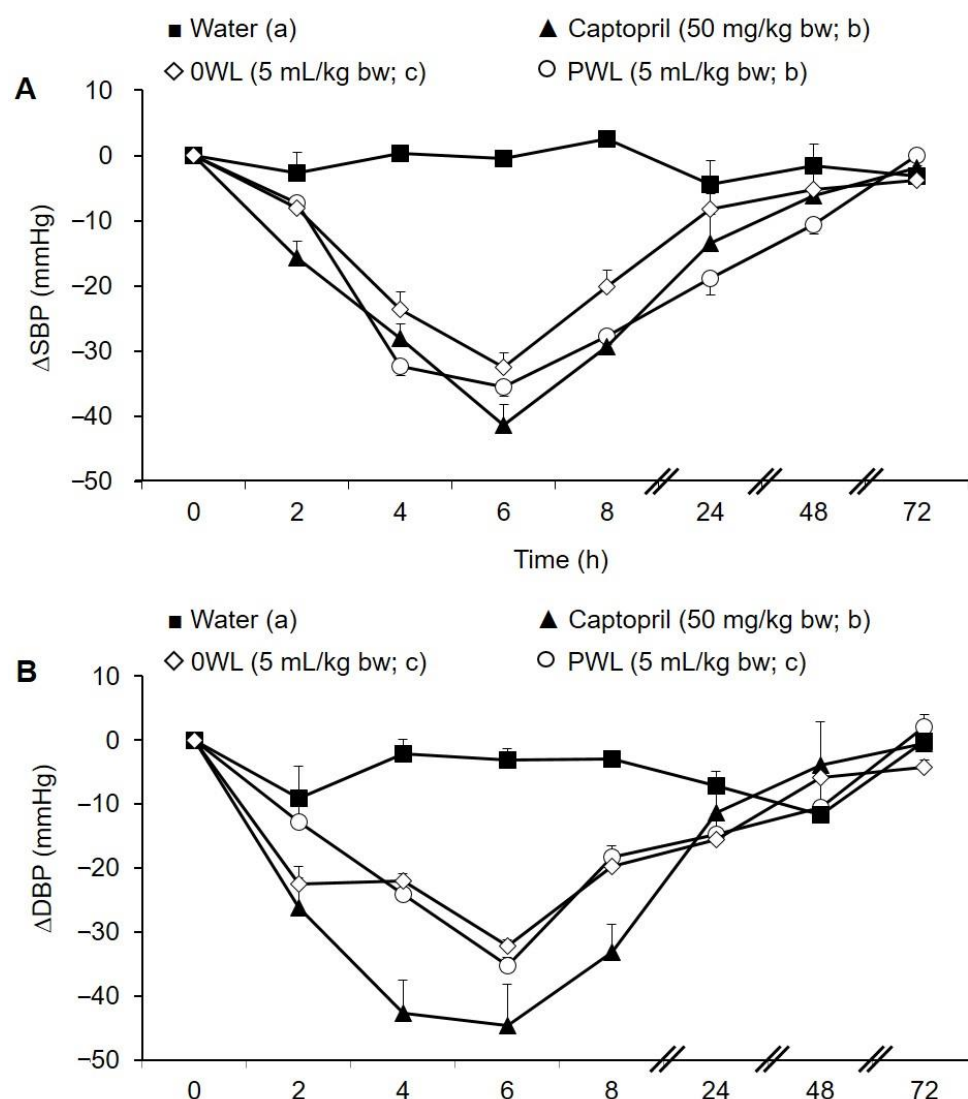 ■ Water (a) ▲ Captopril (50 mg/kg bw; b)
◇ 0WL (5 mL/kg bw; c) ○ PWL (5 mL/kg bw; b)
A
10
0
−10
−20
−30
−40
−50
ΔSBP (mmHg)
0 2 4 6 8 24 48 72
Time (h)
■ Water (a) ▲ Captopril (50 mg/kg bw; b)
◇ 0WL (5 mL/kg bw; c) ○ PWL (5 mL/kg bw; c)
B
10
0
−10
−20
−30
−40
−50
ΔDBP (mmHg)
0 2 4 6 8 24 48 72